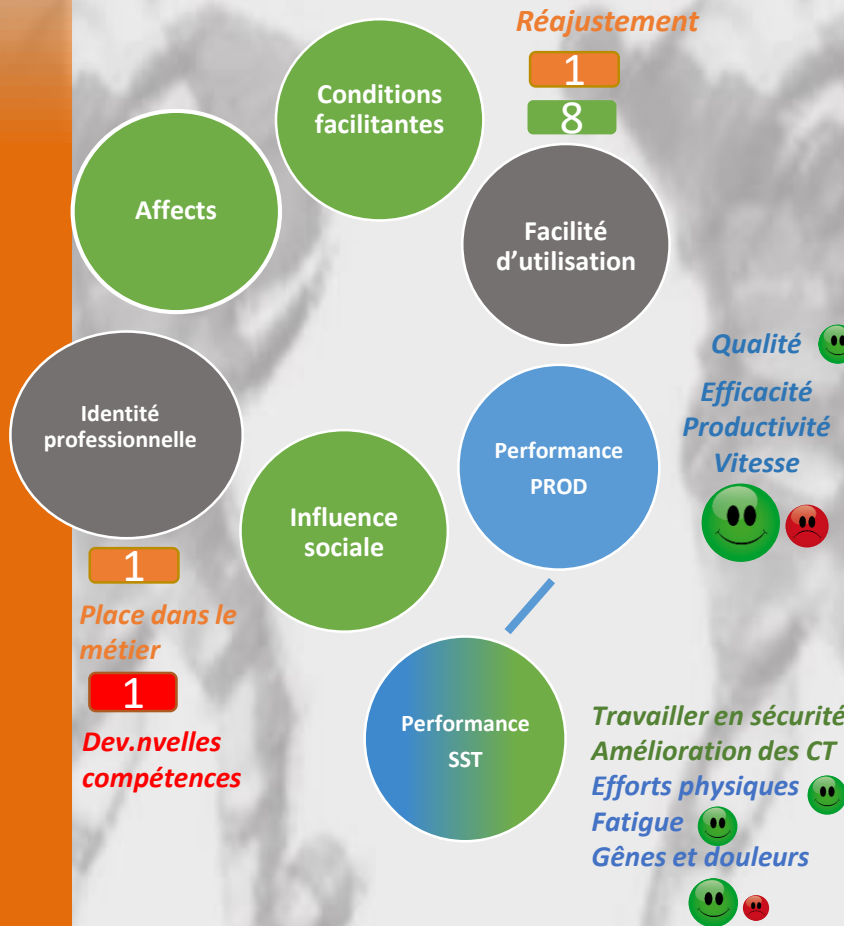 Réajustement
1
8
Conditions
facilitantes
Affects
Facilité
d'utilisation
Qualité
Efficacité
Productivité
Vitesse
Identité
professionnelle
Performance
PROD
Influence
sociale
1
Place dans le
métier
1
Dev.nvelles
compétences
Performance
SST
Travailler en sécurité
Amélioration des CT
Efforts physiques
Fatigue
Gênes et douleurs